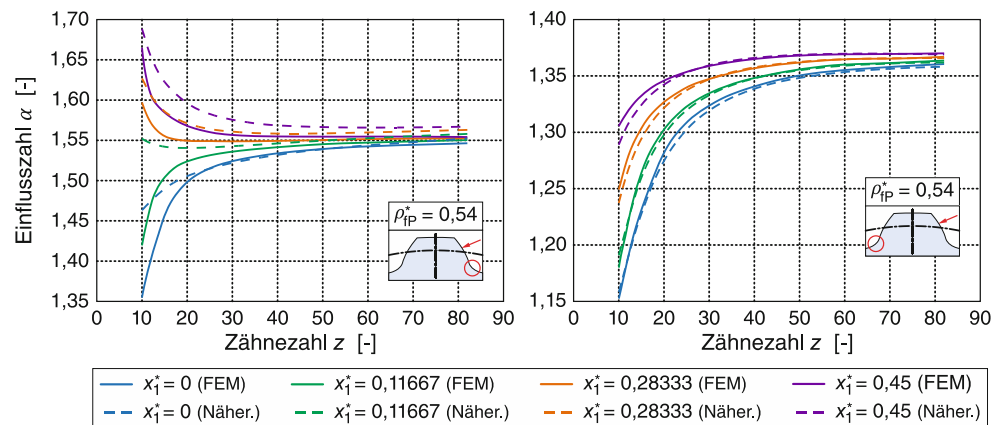 1,70
1,65
1,60
1,55
1,50
1,45
1,40
1,35
Einflusszahl α [-]
0 10 20 30 40 50 60 70 80 90
Zähnezahl z [-]
ρ*fP = 0,54
1,40
1,35
1,30
1,25
1,20
1,15
0 10 20 30 40 50 60 70 80 90
Zähnezahl z [-]
ρ*fP = 0,54
x*1 = 0 (FEM) x*1 = 0,11667 (FEM) x*1 = 0,28333 (FEM) x*1 = 0,45 (FEM)
x*1 = 0 (Näher.) x*1 = 0,11667 (Näher.) x*1 = 0,28333 (Näher.) x*1 = 0,45 (Näher.)